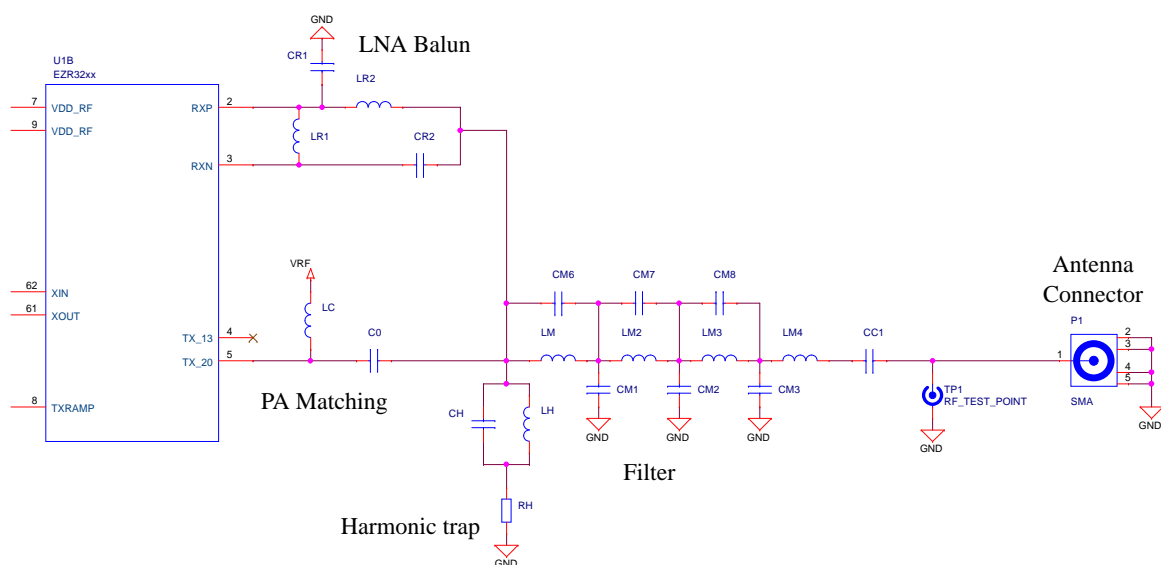 GND
LNA Balun
U1B
EZR32xx
CR1
LR2
7
VDD_RF
RXP
2
9
VDD_RF
LR1
CR2
RXN
3
VRF
CM6
CM7
CM8
Antenna
Connector
62
XIN
LC
P1
61
XOUT
C0
LM
LM2
LM3
LM4
CC1
2
3
TX_13
4
1
TX_20
5
4
5
PA Matching
CM1
CM2
CM3
TP1
RF_TEST_POINT
SMA
8
TXRAMP
CH
LH
GND
GND
GND
GND
GND
Filter
RH
Harmonic trap
GND